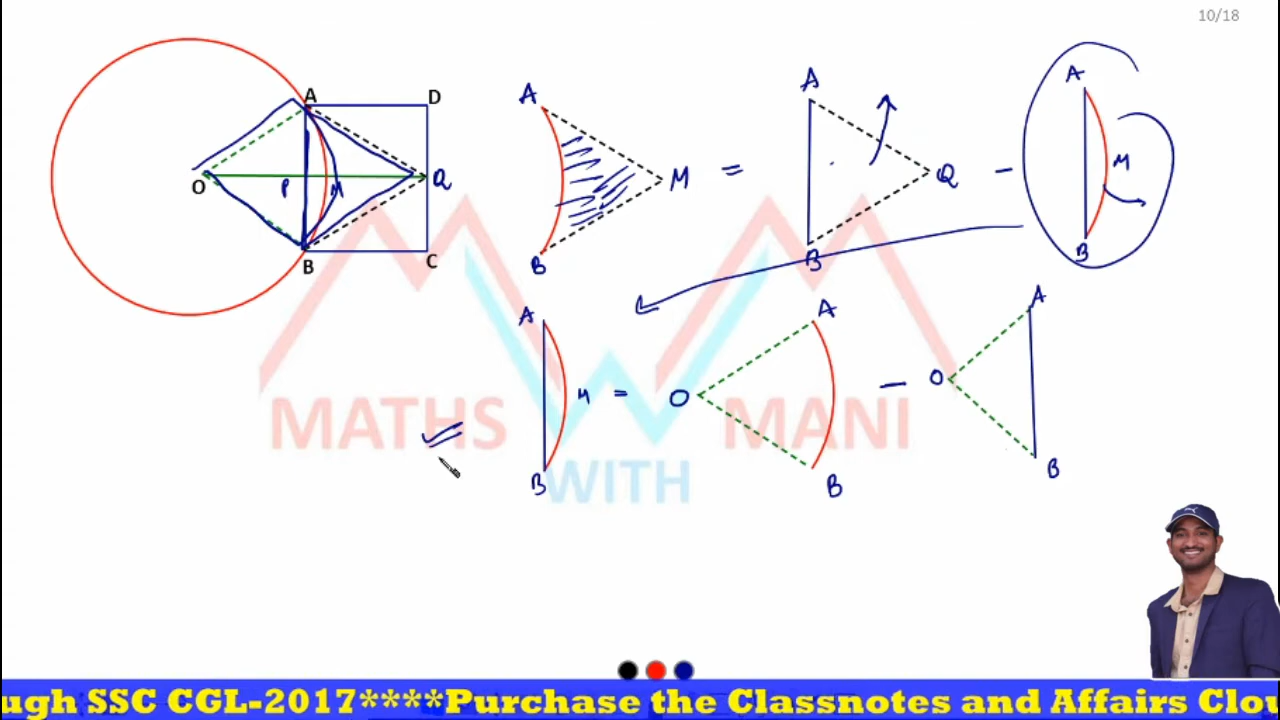 10/18
A D
O P M Q
B C
A
M =
B
A
Q -
B
A
M
B
A
M =
B
A
O
B
-
A
O
B
MATHS MANI
WITH
ugh SSC CGL-2017****Purchase the Classnotes and Affairs Clou